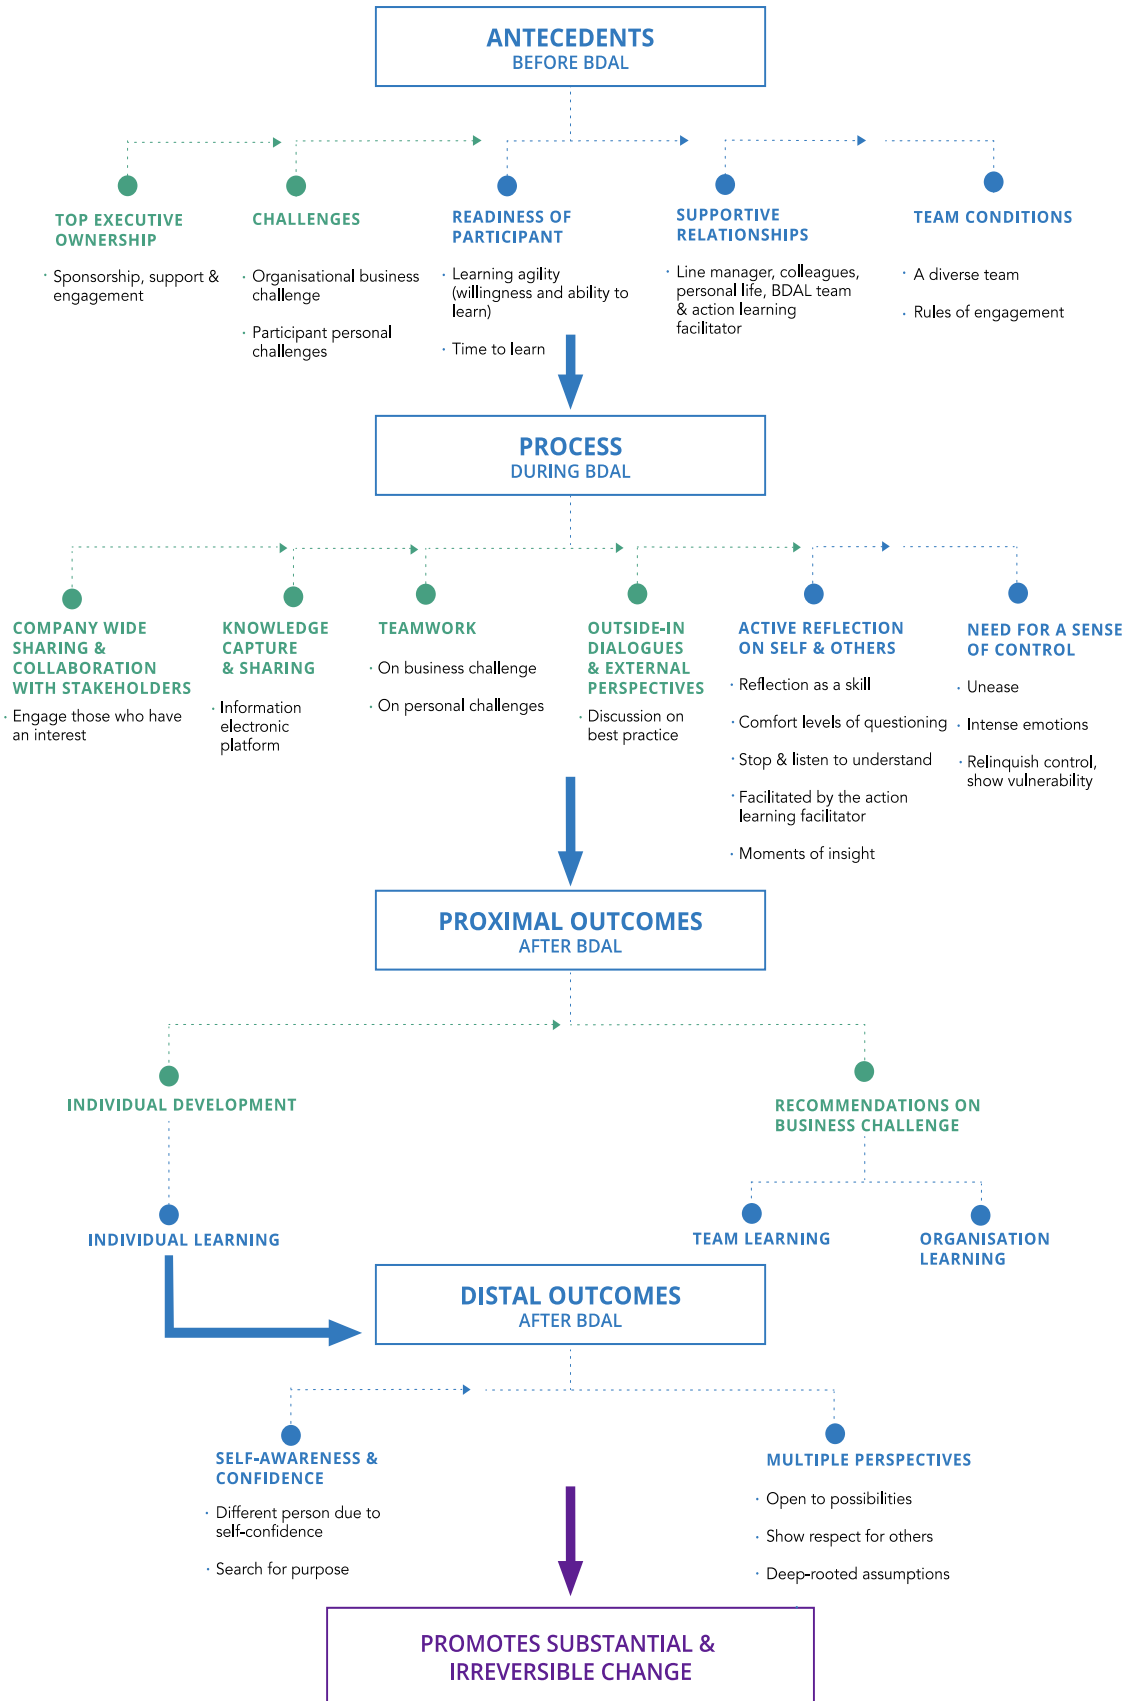 ANTECEDENTS
BEFORE BDAL
TOP EXECUTIVE
OWNERSHIP
· Sponsorship, support &
engagement
CHALLENGES
· Organisational business
challenge
· Participant personal
challenges
READINESS OF
PARTICIPANT
· Learning agility
(willingness and ability to
learn)
· Time to learn
SUPPORTIVE
RELATIONSHIPS
· Line manager, colleagues,
personal life, BDAL team
& action learning
facilitator
TEAM CONDITIONS
· A diverse team
· Rules of engagement
PROCESS
DURING BDAL
COMPANY WIDE
SHARING &
COLLABORATION
WITH STAKEHOLDERS
· Engage those who have
an interest
KNOWLEDGE
CAPTURE
& SHARING
· Information
electronic
platform
TEAMWORK
· On business challenge
· On personal challenges
OUTSIDE-IN
DIALOGUES
& EXTERNAL
PERSPECTIVES
· Discussion on
best practice
ACTIVE REFLECTION
ON SELF & OTHERS
· Reflection as a skill
· Comfort levels of questioning
· Stop & listen to understand
· Facilitated by the action
learning facilitator
· Moments of insight
NEED FOR A SENSE
OF CONTROL
· Unease
· Intense emotions
· Relinquish control,
show vulnerability
PROXIMAL OUTCOMES
AFTER BDAL
INDIVIDUAL DEVELOPMENT
RECOMMENDATIONS ON
BUSINESS CHALLENGE
INDIVIDUAL LEARNING
TEAM LEARNING
ORGANISATION
LEARNING
DISTAL OUTCOMES
AFTER BDAL
SELF-AWARENESS &
CONFIDENCE
· Different person due to
self-confidence
· Search for purpose
MULTIPLE PERSPECTIVES
· Open to possibilities
· Show respect for others
· Deep-rooted assumptions
PROMOTES SUBSTANTIAL &
IRREVERSIBLE CHANGE